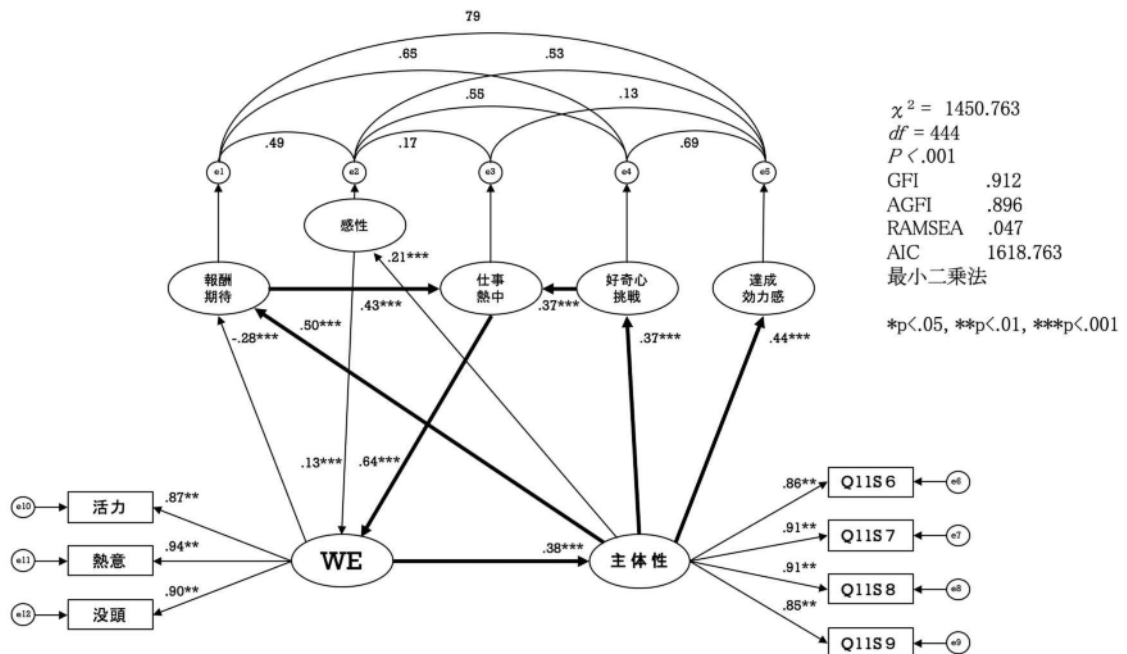 79
.65
.53
.55
.13
.49
.17
.69
e1
e2
e3
e4
e5
感性
.21***
報酬
期待
仕事
熱中
好奇心
挑戦
達成
効力感
.43***
.37***
-.28***
.50***
.37***
.44***
.13***
.64***
χ² = 1450.763
df = 444
P < .001
GFI .912
AGFI .896
RAMSEA .047
AIC 1618.763
最小二乗法
*p<.05, **p<.01, ***p<.001
e10
活力
.87**
e11
熱意
.94**
e12
没頭
.90**
WE
.38***
主体性
.86**
Q11S6
e6
.91**
Q11S7
e7
.91**
Q11S8
e8
.85**
Q11S9
e9